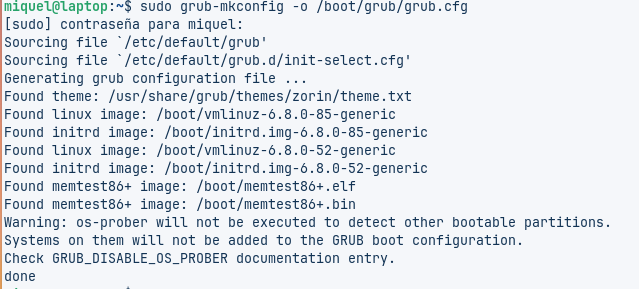 miquel@laptop:~$ sudo grub-mkconfig -o /boot/grub/grub.cfg
[sudo] contraseña para miquel:
Sourcing file `/etc/default/grub'
Sourcing file `/etc/default/grub.d/init-select.cfg'
Generating grub configuration file ...
Found theme: /usr/share/grub/themes/zorin/theme.txt
Found linux image: /boot/vmlinuz-6.8.0-85-generic
Found initrd image: /boot/initrd.img-6.8.0-85-generic
Found linux image: /boot/vmlinuz-6.8.0-52-generic
Found initrd image: /boot/initrd.img-6.8.0-52-generic
Found memtest86+ image: /boot/memtest86+.elf
Found memtest86+ image: /boot/memtest86+.bin
Warning: os-prober will not be executed to detect other bootable partitions.
Systems on them will not be added to the GRUB boot configuration.
Check GRUB_DISABLE_OS_PROBER documentation entry.
done